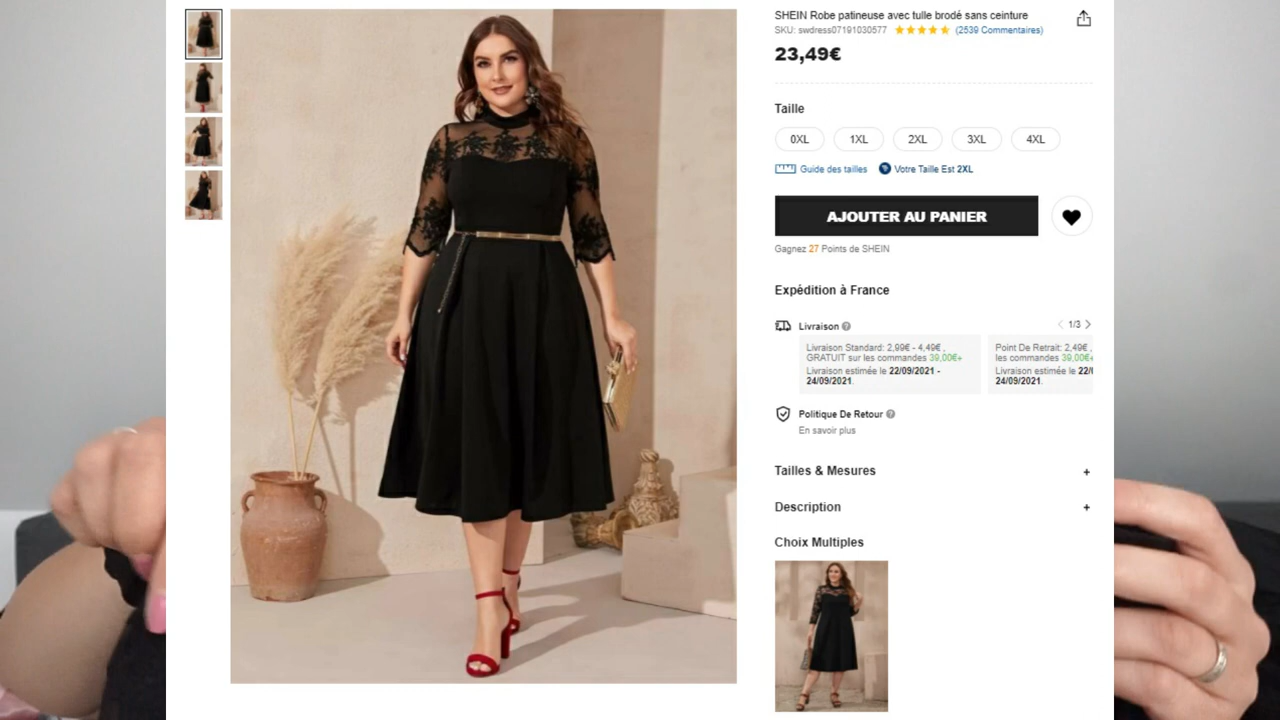 SHEIN Robe patineuse avec tulle brodé sans ceinture
SKU: swdress07191030577 (2539 Commentaires)
23,49€
Taille
0XL 1XL 2XL 3XL 4XL
Guide des tailles Votre Taille Est 2XL
AJOUTER AU PANIER
Gagnez 27 Points de SHEIN
Expédition à France
Livraison 1/3
Livraison Standard: 2,99€ - 4,49€ ,
GRATUIT sur les commandes 39,00€+
Livraison estimée le 22/09/2021 -
24/09/2021.
Point De Retrait: 2,49€ ,
les commandes 39,00€+
Livraison estimée le 22/
24/09/2021.
Politique De Retour
En savoir plus
Tailles & Mesures +
Description +
Choix Multiples